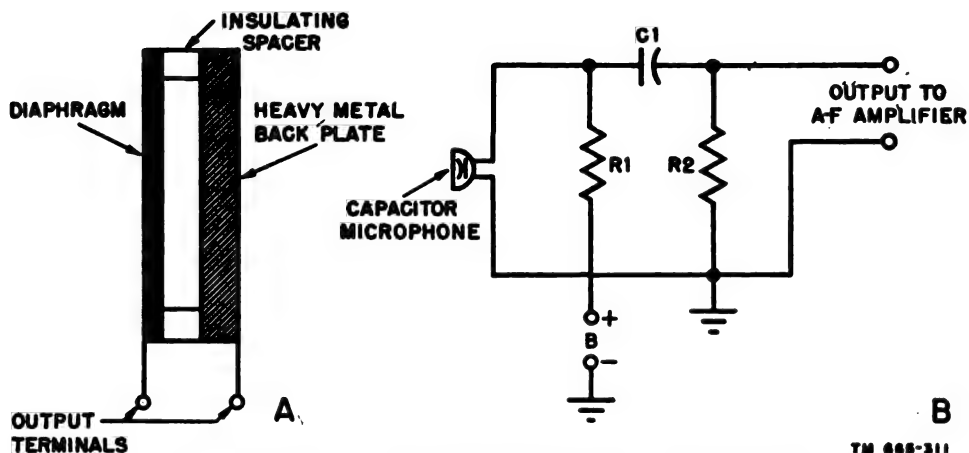 INSULATING
SPACER
DIAPHRAGM
HEAVY METAL
BACK PLATE
OUTPUT
TERMINALS
A
C1
R1
R2
OUTPUT TO
A-F AMPLIFIER
CAPACITOR
MICROPHONE
+
B
-
B
TM 665-311